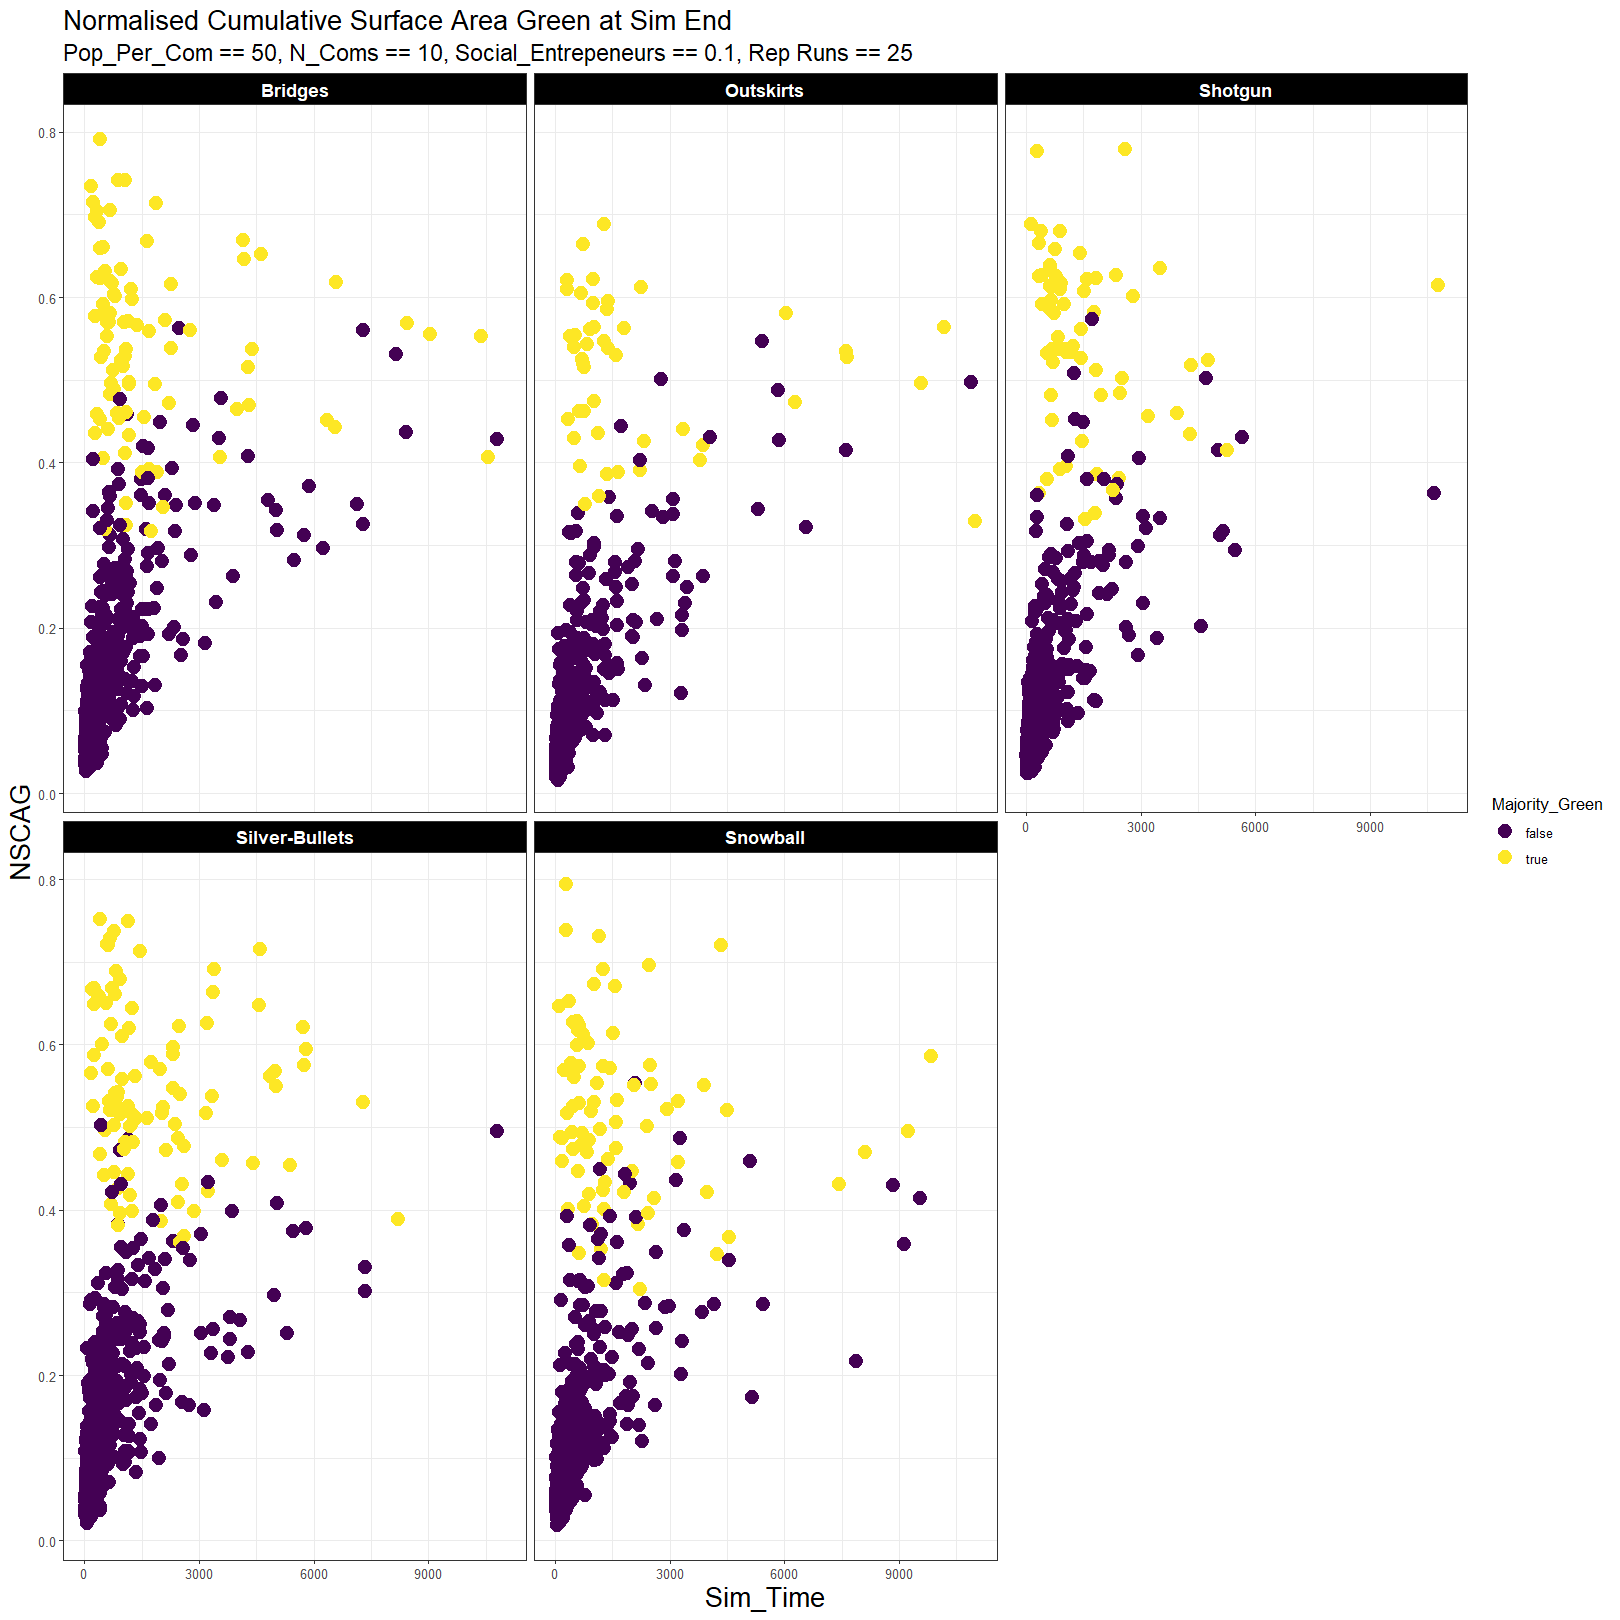 Normalised Cumulative Surface Area Green at Sim End
Pop_Per_Com == 50, N_Coms == 10, Social_Entrepeneurs == 0.1, Rep Runs == 25
Bridges
Outskirts
Shotgun
0.8
0.6
0.4
0.2
0.0
0
3000
6000
9000
NSCAG
Majority_Green
false
true
Silver-Bullets
Snowball
0.8
0.6
0.4
0.2
0.0
0
3000
6000
9000
0
3000
6000
9000
Sim_Time